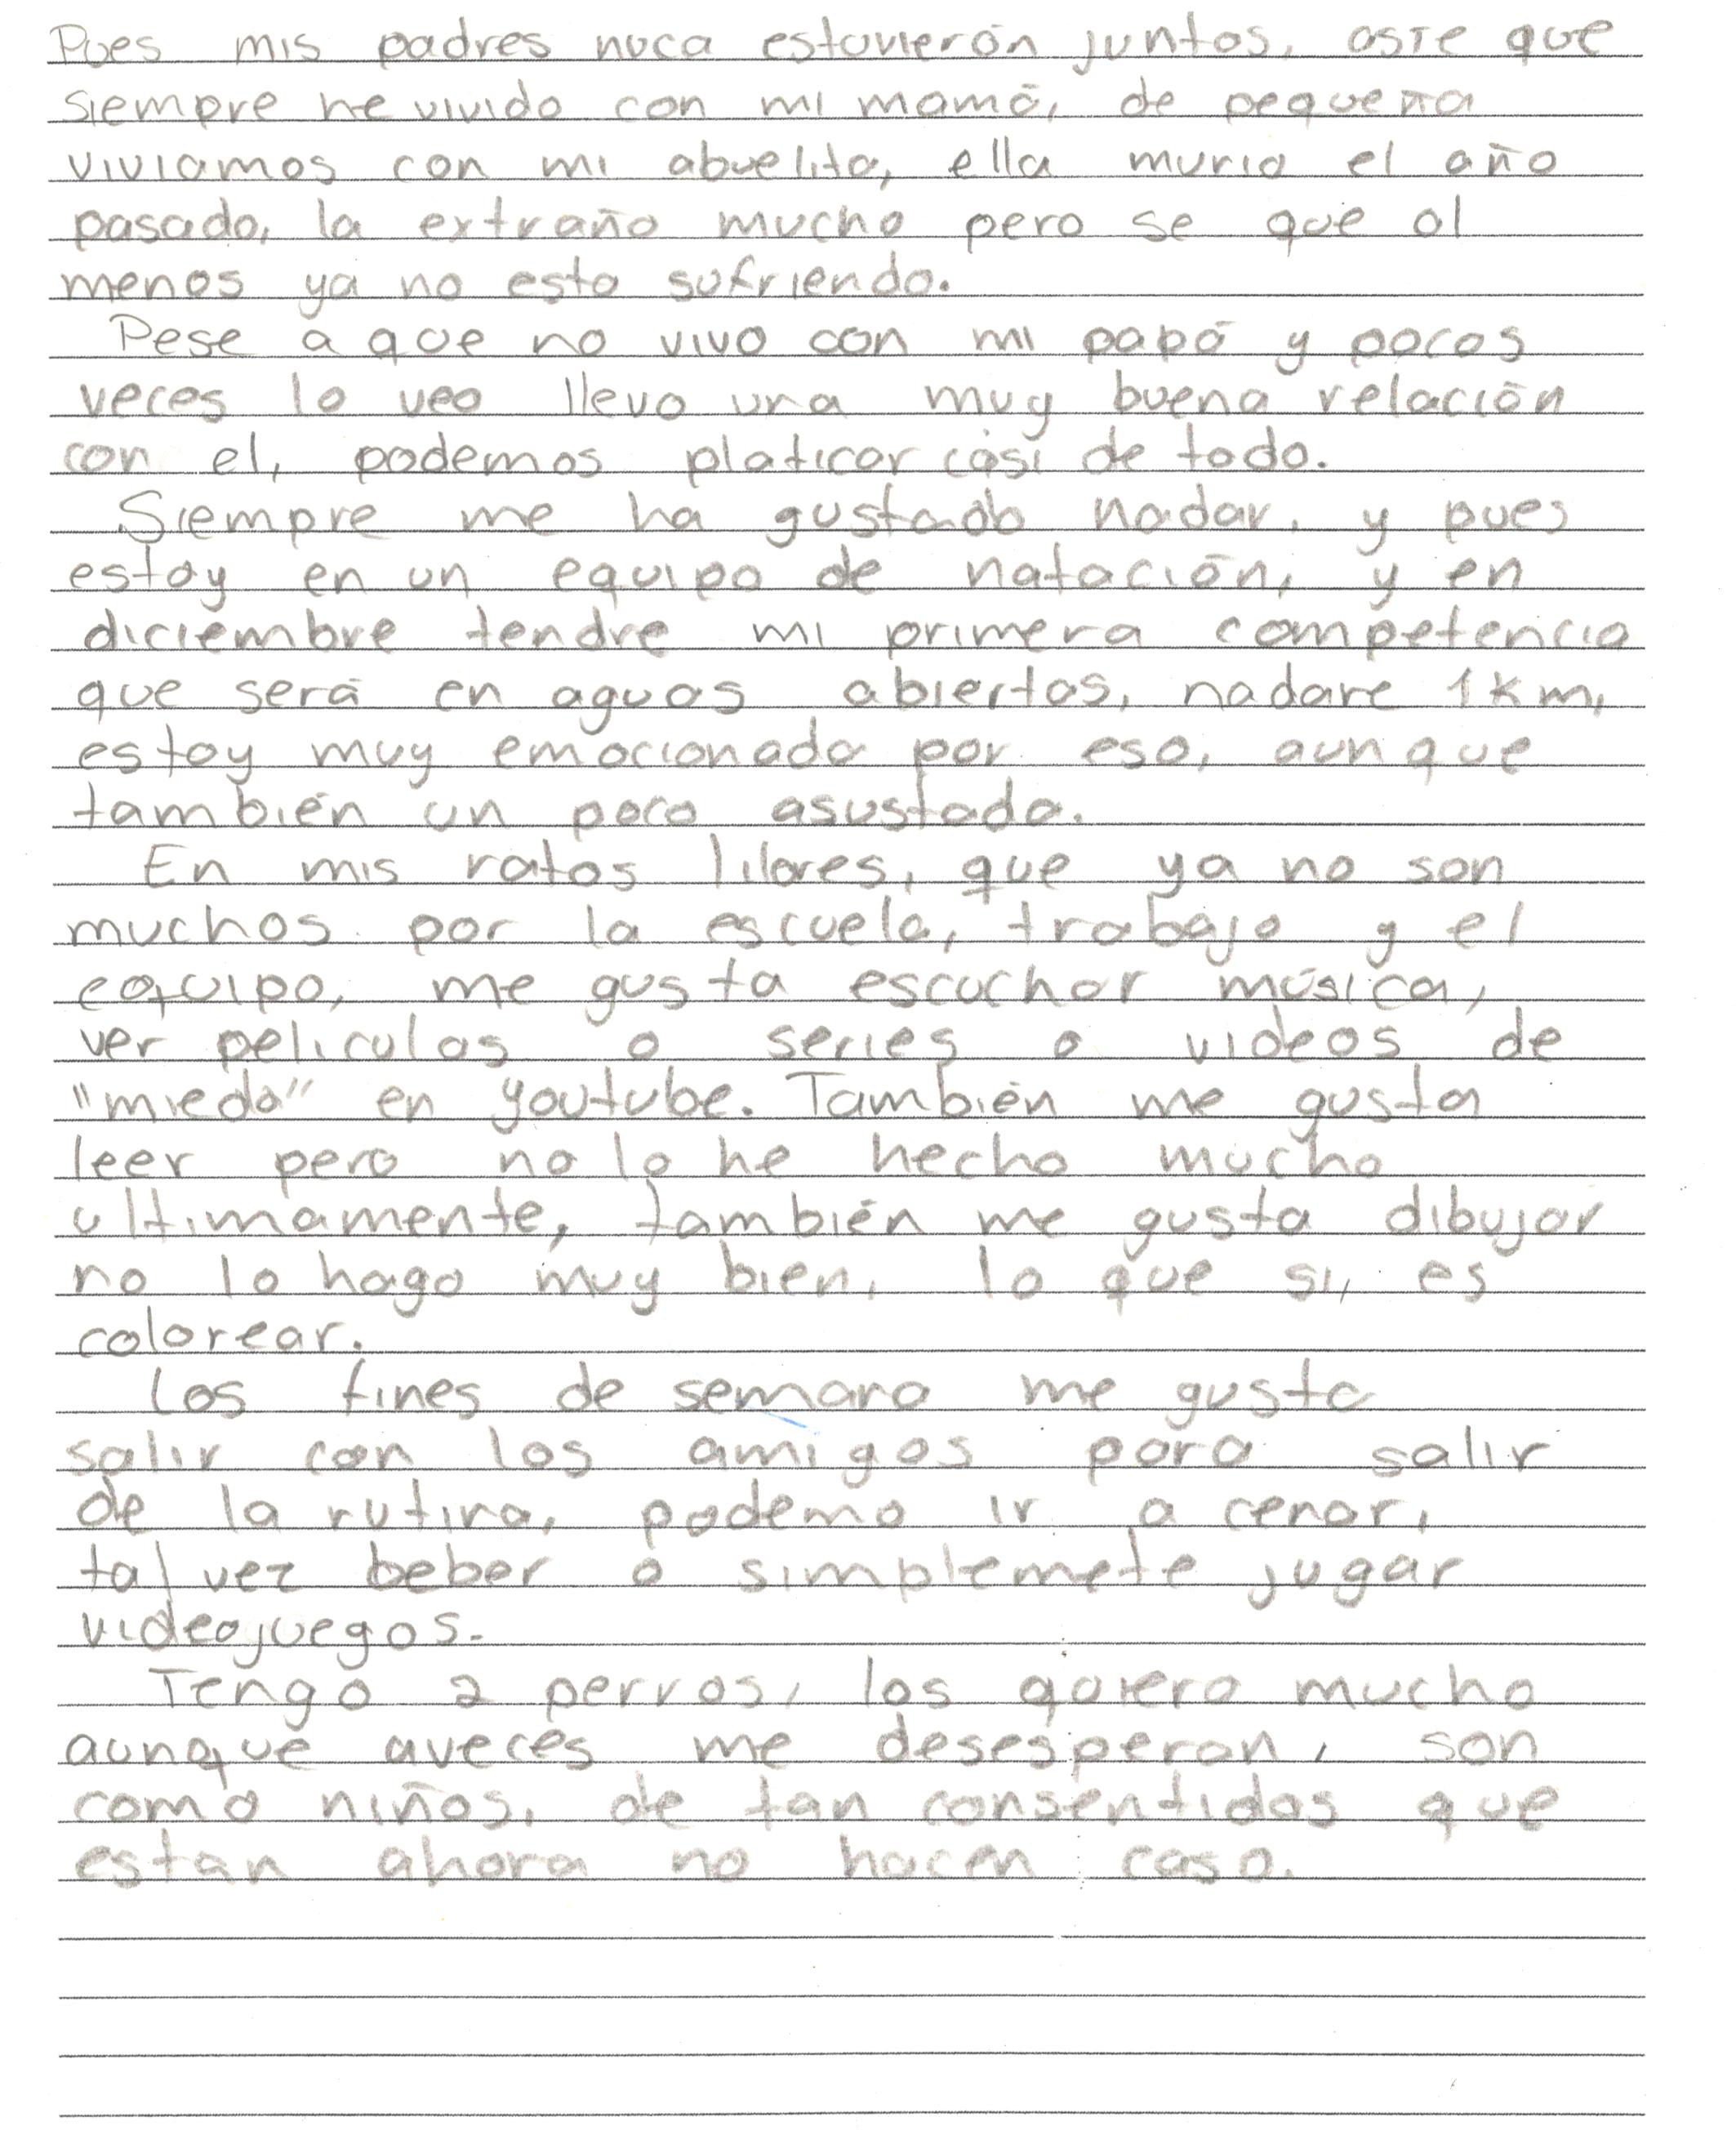 Pues mis padres nuca estuvierón juntos, asíe que
siempre he vivido con mi mamá, de pequeña
viviamos con mi abuelita, ella murio el año
pasado, la extraño mucho pero se que al
menos ya no esta sufriendo.
Pese a que no vivo con mi papá y pocas
veces lo veo llevo una muy buena relación
con el, podemos platicar casi de todo.
Siempre me ha gustado nadar, y pues
estoy en un equipo de natación, y en
diciembre tendre mi primera competencia
que será en aguas abiertas, nadare 1km,
estoy muy emocionada por eso, aunque
también un poco asustada.
En mis ratos libres, que ya no son
muchos por la escuela, trabajo y el
equipo, me gusta escuchar música,
ver peliculas o series o videos de
"miedo" en youtube. También me gusta
leer pero no lo he hecho mucho
ultimamente, también me gusta dibujar
no lo hago muy bien, lo que si, es
colorear.
Los fines de semana me gusta
salir con los amigos para salir
de la rutina, podemo ir a cenar,
tal vez beber o simplemete jugar
videojuegos.
Tengo 2 perros, los quiero mucho
aunque aveces me desesperan, son
como niños, de tan consentidos que
estan ahora no hacen caso.